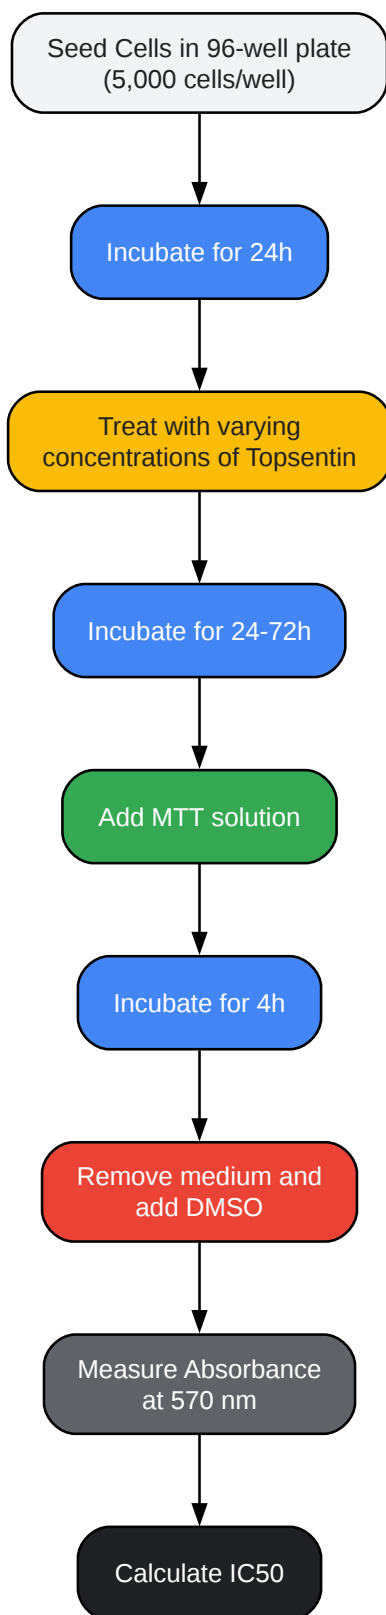 Seed Cells in 96-well plate
(5,000 cells/well)
Incubate for 24h
Treat with varying
concentrations of Topsentin
Incubate for 24-72h
Add MTT solution
Incubate for 4h
Remove medium and
add DMSO
Measure Absorbance
at 570 nm
Calculate IC50